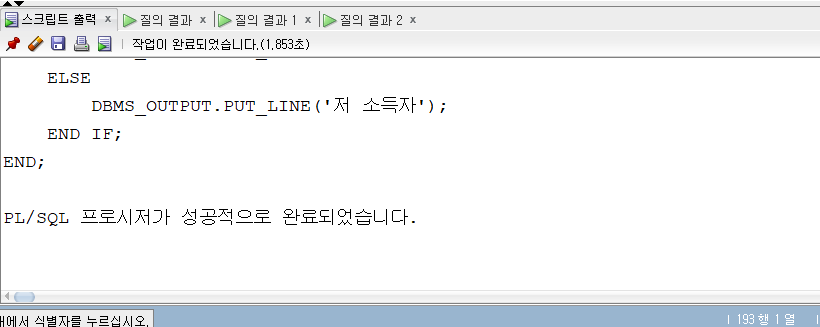 스크립트 출력 x 질의 결과 x 질의 결과 1 x 질의 결과 2 x
작업이 완료되었습니다.(1,853초)
ELSE
DBMS_OUTPUT.PUT_LINE('저 소득자');
END IF;
END;
PL/SQL 프로시저가 성공적으로 완료되었습니다.
식별자를 누르십시오. 193 행 1 열